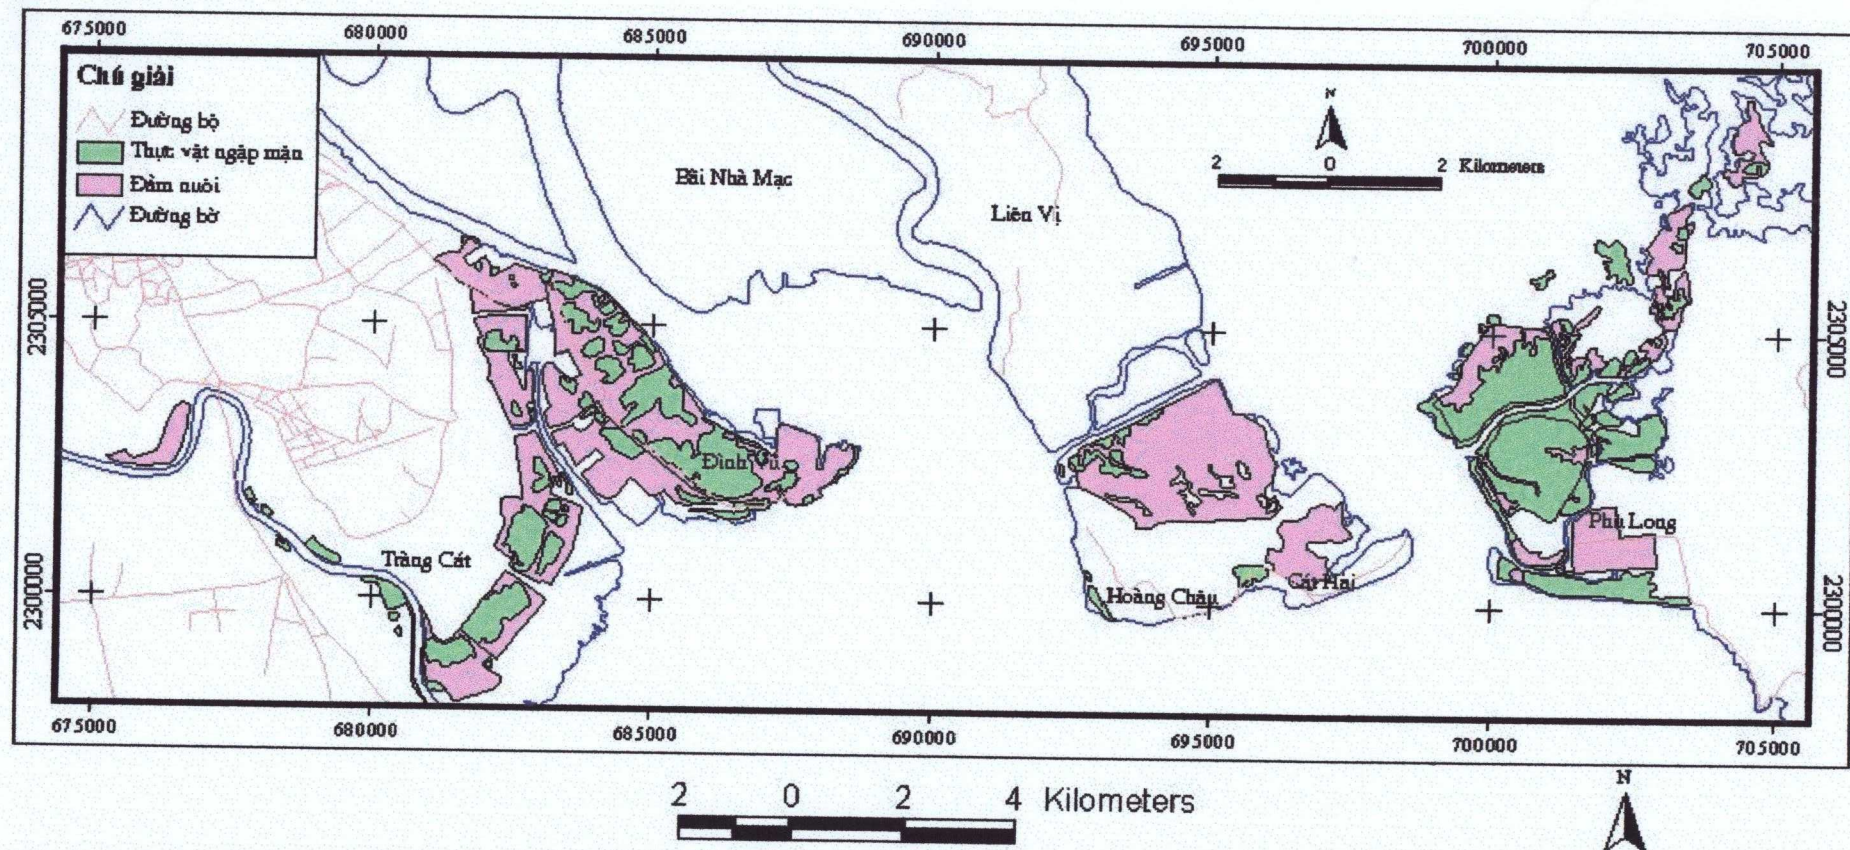 675000 680000 685000 690000 695000 700000 705000
Chú giải
Đường bộ
Thực vật ngập mặn
Đầm nuôi
Đường bờ
N
2 0 2 Kilometers
Bãi Nhà Mạc
Liên Vị
2305000
2305000
Đình Vũ
Tràng Cát
Phù Long
Cát Hải
Hoàng Châu
2300000
2300000
675000 680000 685000 690000 695000 700000 705000
2 0 2 4 Kilometers
N